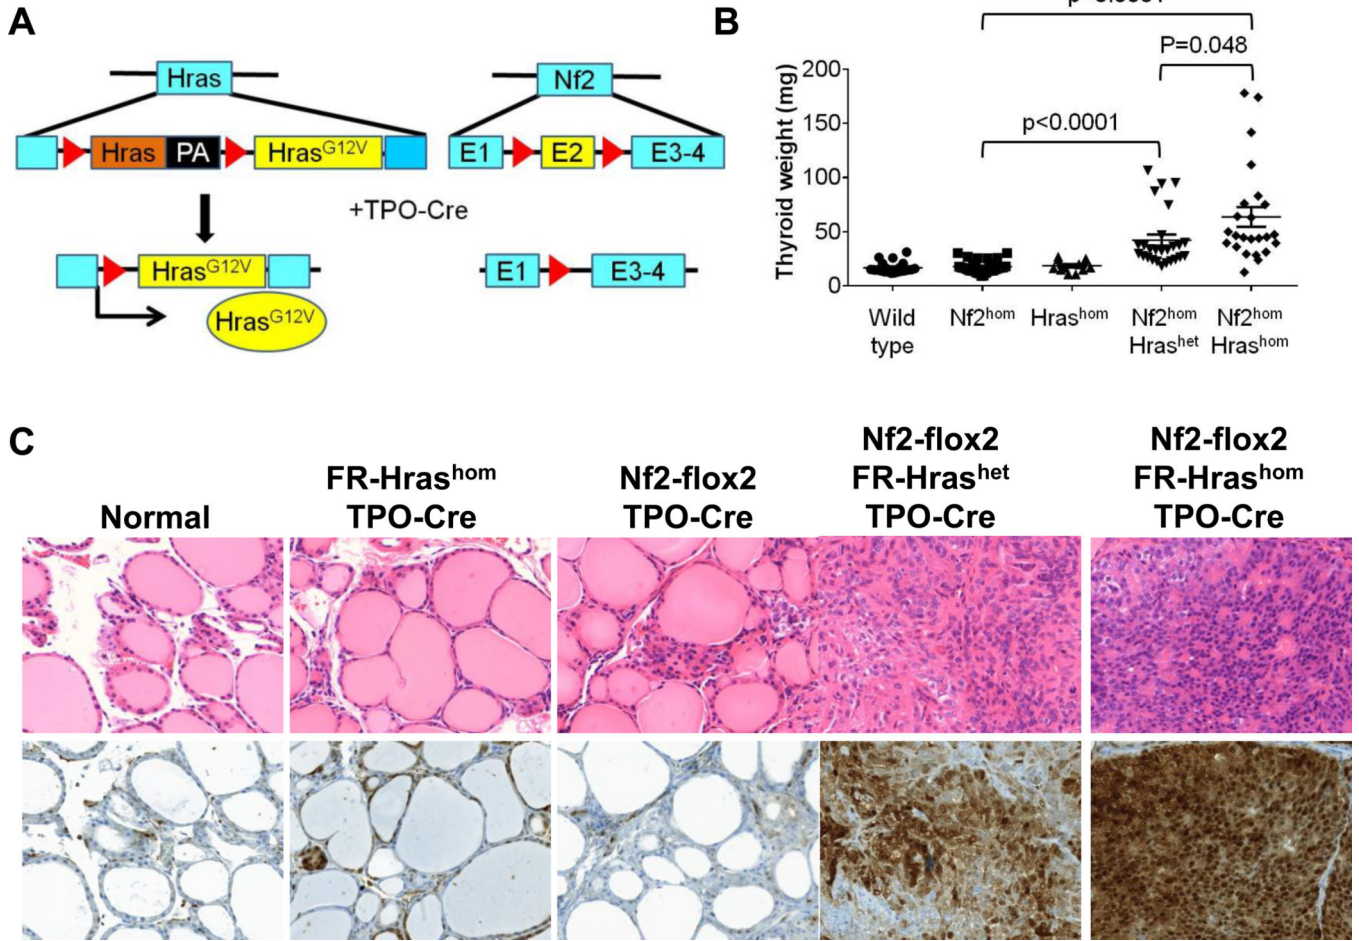 A
Hras
Nf2
Hras PA HrasG12V
E1 E2 E3-4
+TPO-Cre
HrasG12V
E1 E3-4
HrasG12V
B
P=0.048
p<0.0001
Thyroid weight (mg)
200
150
100
50
0
Wild type
Nf2hom
Hrashom
Nf2hom Hrashet
Nf2hom Hrashom
C
Normal
FR-Hrashom
TPO-Cre
Nf2-flox2
TPO-Cre
Nf2-flox2
FR-Hrashet
TPO-Cre
Nf2-flox2
FR-Hrashom
TPO-Cre